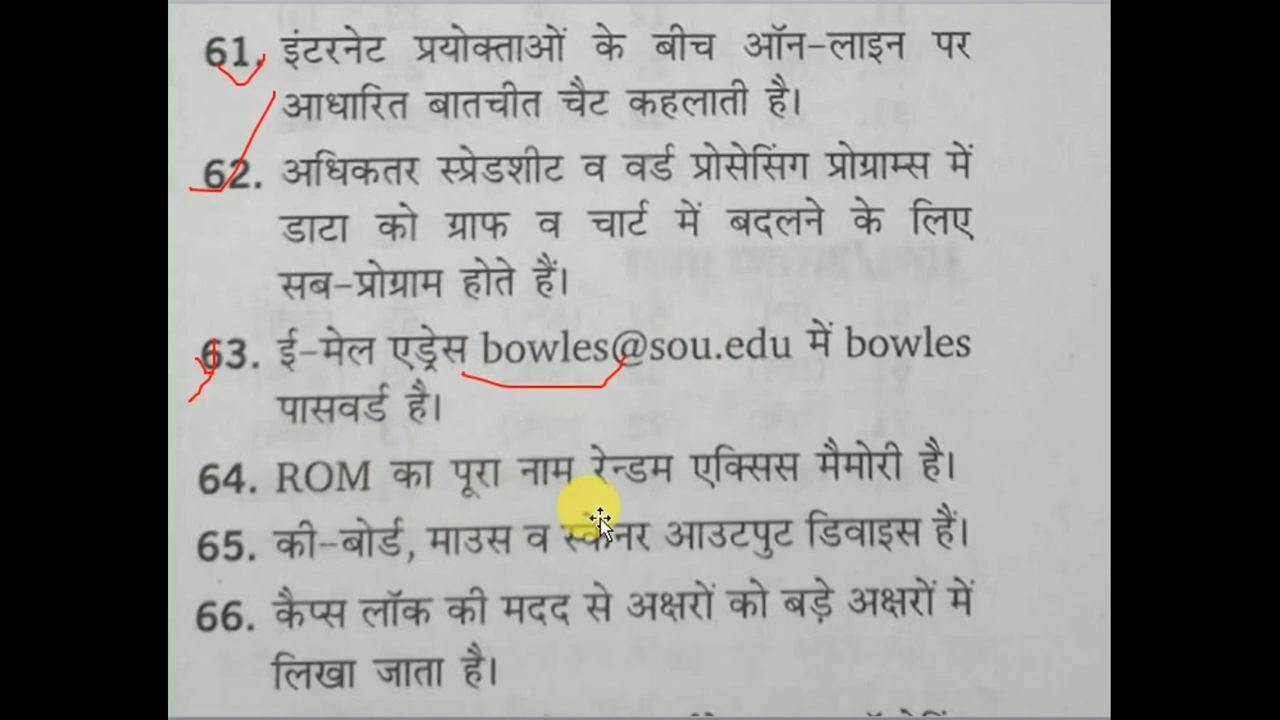 61. इंटरनेट प्रयोक्ताओं के बीच ऑन-लाइन पर
आधारित बातचीत चैट कहलाती है।
62. अधिकतर स्प्रेडशीट व वर्ड प्रोसेसिंग प्रोग्राम्स में
डाटा को ग्राफ व चार्ट में बदलने के लिए
सब-प्रोग्राम होते हैं।
63. ई-मेल एड्रेस bowles@sou.edu में bowles
पासवर्ड है।
64. ROM का पूरा नाम रेन्डम एक्सिस मैमोरी है।
65. की-बोर्ड, माउस व स्कैनर आउटपुट डिवाइस हैं।
66. कैप्स लॉक की मदद से अक्षरों को बड़े अक्षरों में
लिखा जाता है।